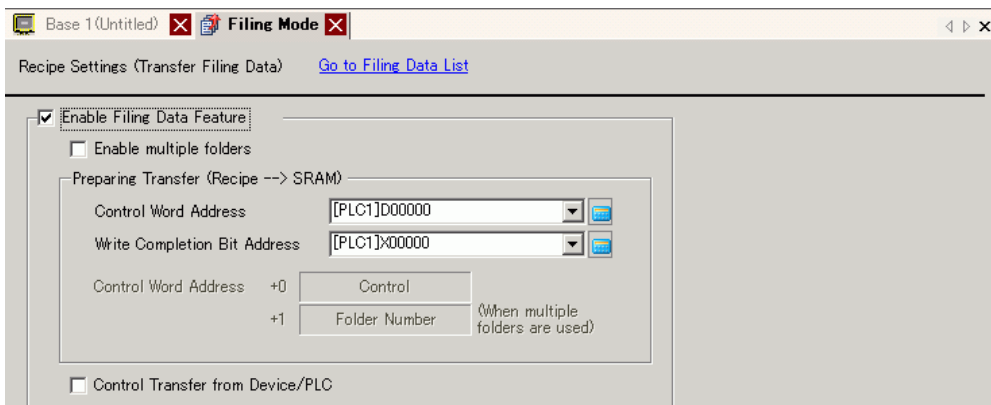 Base 1(Untitled) Filing Mode
Recipe Settings (Transfer Filing Data) Go to Filing Data List
Enable Filing Data Feature
Enable multiple folders
Preparing Transfer (Recipe --> SRAM)
Control Word Address [PLC1]D00000
Write Completion Bit Address [PLC1]X00000
Control Word Address +0 Control
+1 Folder Number (When multiple
folders are used)
Control Transfer from Device/PLC